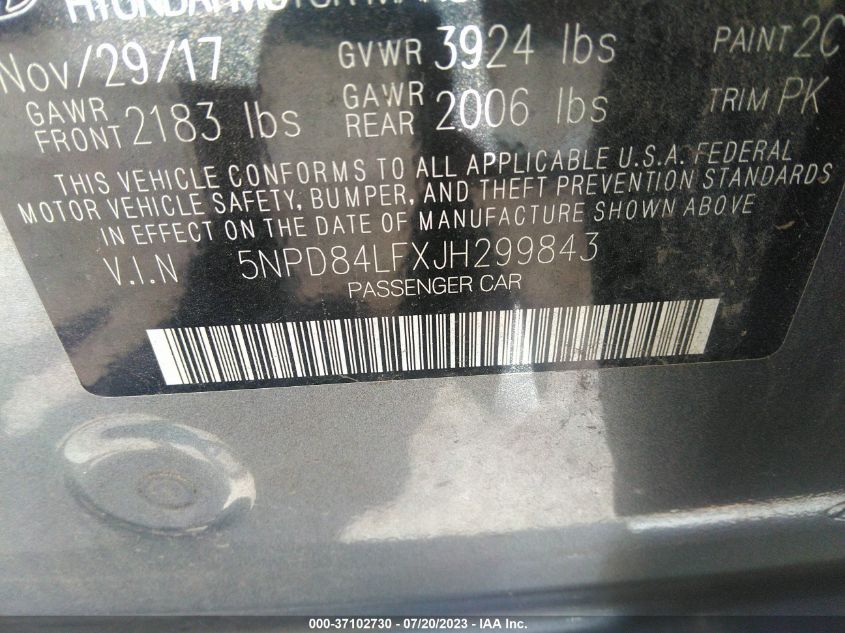 HYUNDAI MOTOR
Nov/29/17 GVWR 3924 lbs PAINT 2C
GAWR FRONT 2183 lbs GAWR REAR 2006 lbs TRIM PK
THIS VEHICLE CONFORMS TO ALL APPLICABLE U.S.A. FEDERAL
MOTOR VEHICLE SAFETY, BUMPER, AND THEFT PREVENTION STANDARDS
IN EFFECT ON THE DATE OF MANUFACTURE SHOWN ABOVE
V.I.N 5NPD84LFXJH299843
PASSENGER CAR
000-37102730 - 07/20/2023 - IAA Inc.